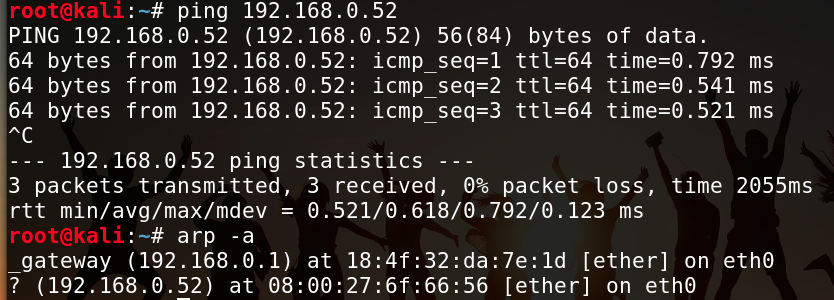 root@kali:~# ping 192.168.0.52
PING 192.168.0.52 (192.168.0.52) 56(84) bytes of data.
64 bytes from 192.168.0.52: icmp_seq=1 ttl=64 time=0.792 ms
64 bytes from 192.168.0.52: icmp_seq=2 ttl=64 time=0.541 ms
64 bytes from 192.168.0.52: icmp_seq=3 ttl=64 time=0.521 ms
^C
--- 192.168.0.52 ping statistics ---
3 packets transmitted, 3 received, 0% packet loss, time 2055ms
rtt min/avg/max/mdev = 0.521/0.618/0.792/0.123 ms
root@kali:~# arp -a
_gateway (192.168.0.1) at 18:4f:32:da:7e:1d [ether] on eth0
? (192.168.0.52) at 08:00:27:6f:66:56 [ether] on eth0